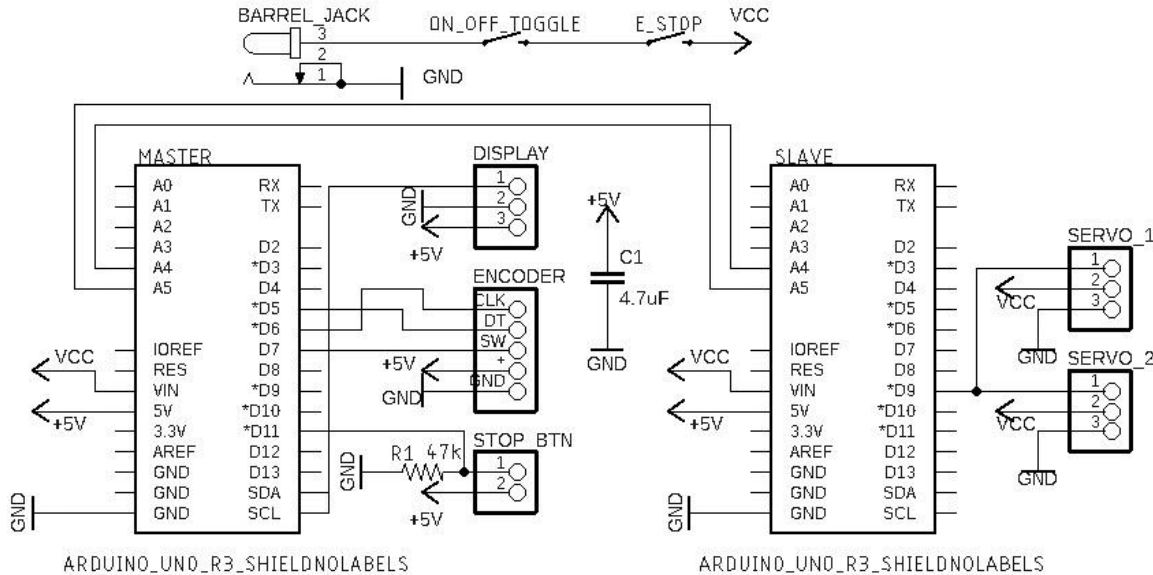 BARREL_JACK
3
2
1
GND
ON_OFF_TOGGLE
E_STOP
VCC
MASTER
A0
A1
A2
A3
A4
A5
IOREF
RES
VIN
5V
3.3V
AREF
GND
GND
GND
RX
TX
D2
*D3
D4
*D5
*D6
D7
D8
*D9
*D10
*D11
D12
D13
SDA
SCL
VCC
+5V
GND
ARDUINO_UNO_R3_SHIELDNOLABELS
DISPLAY
1
2
3
GND
+5V
ENCODER
CLK
DT
SW
+
GND
+5V
GND
STOP_BTN
1
2
R1 47k
GND
+5V
+5V
C1
4.7uF
GND
SLAVE
A0
A1
A2
A3
A4
A5
IOREF
RES
VIN
5V
3.3V
AREF
GND
GND
GND
RX
TX
D2
*D3
D4
*D5
*D6
D7
D8
*D9
*D10
*D11
D12
D13
SDA
SCL
VCC
+5V
GND
ARDUINO_UNO_R3_SHIELDNOLABELS
SERVO_1
1
2
3
VCC
GND
SERVO_2
1
2
3
VCC
GND